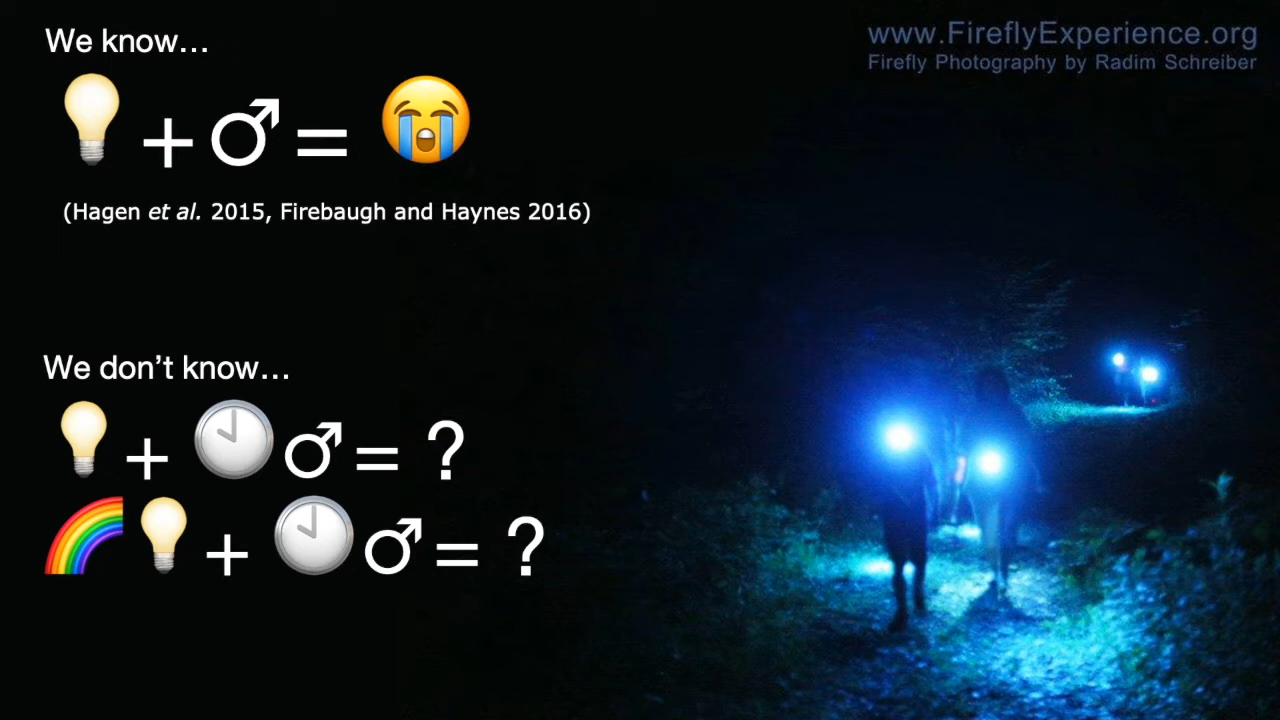 We know…
www.FireflyExperience.org
Firefly Photography by Radim Schreiber
+ ♂ =
(Hagen et al. 2015, Firebaugh and Haynes 2016)
We don’t know…
+ ♂ = ?
+ ♂ = ?